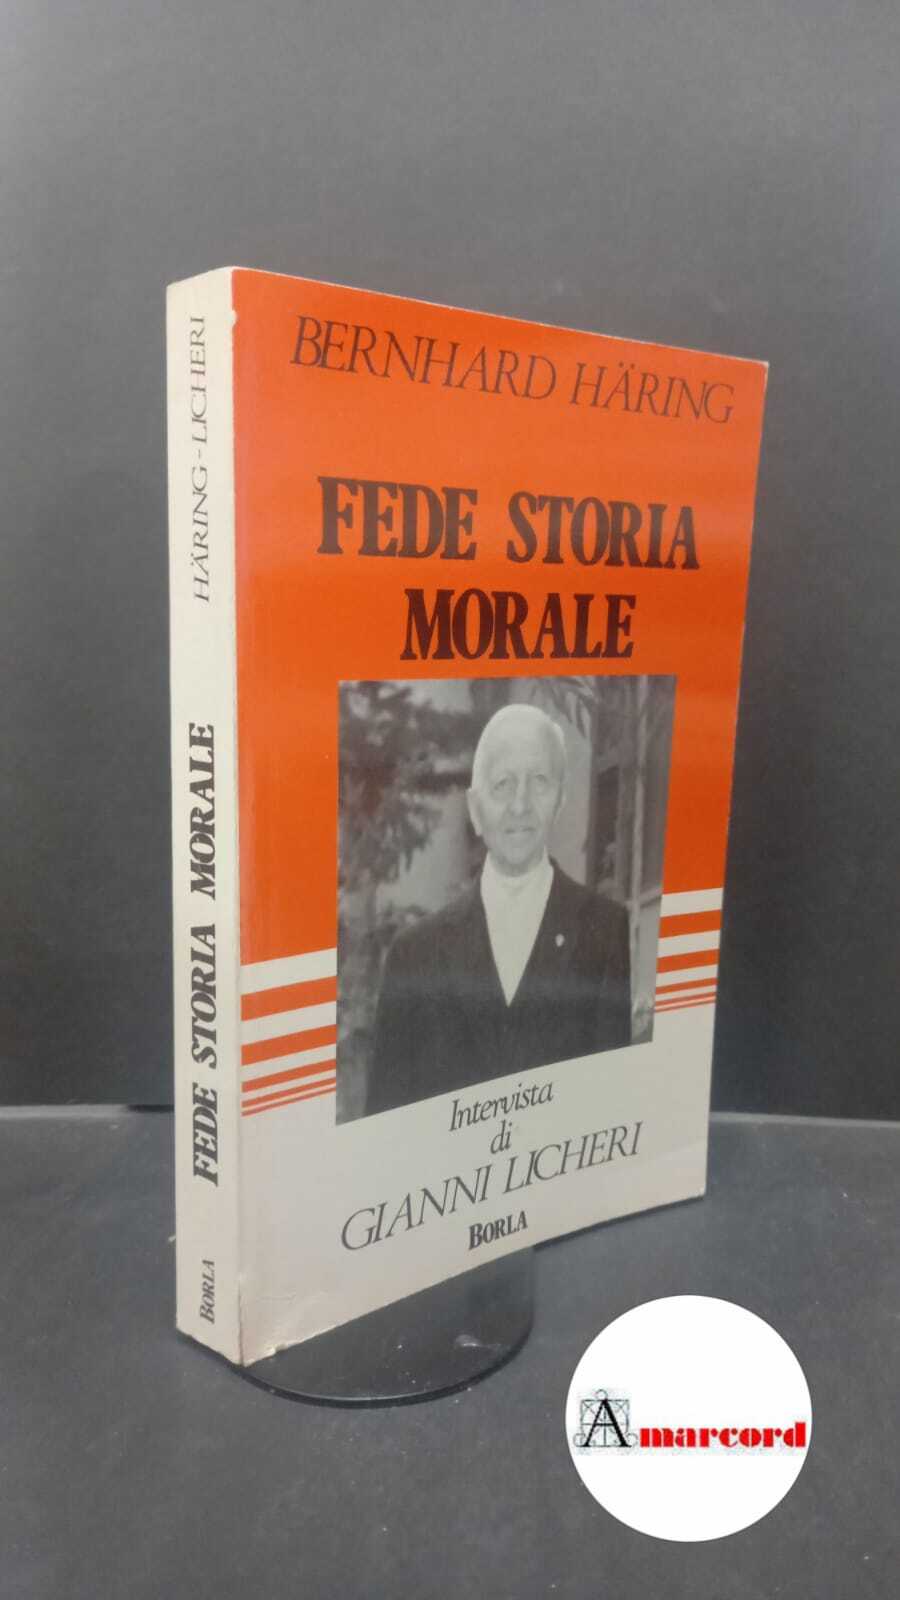 BERNHARD HÄRING
FEDE STORIA
MORALE
Intervista
di
GIANNI LICHERI
BORLA
HÄRING-LICHERI
FEDE STORIA MORALE
BORLA
Amarcord